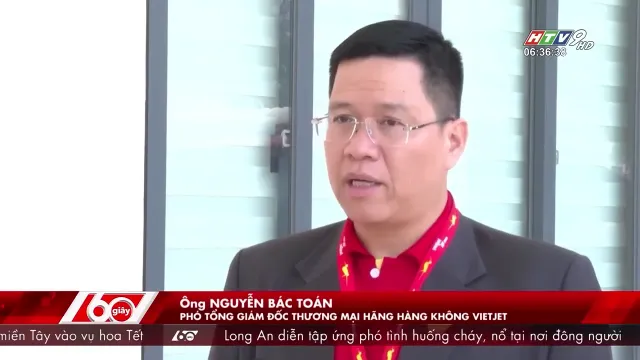 HTV9 HD
06:36:38
60 giây
Ông NGUYỄN BÁC TOÁN
PHÓ TỔNG GIÁM ĐỐC THƯƠNG MẠI HÃNG HÀNG KHÔNG VIETJET
miền Tây vào vụ hoa Tết
Long An diễn tập ứng phó tình huống cháy, nổ tại nơi đông người